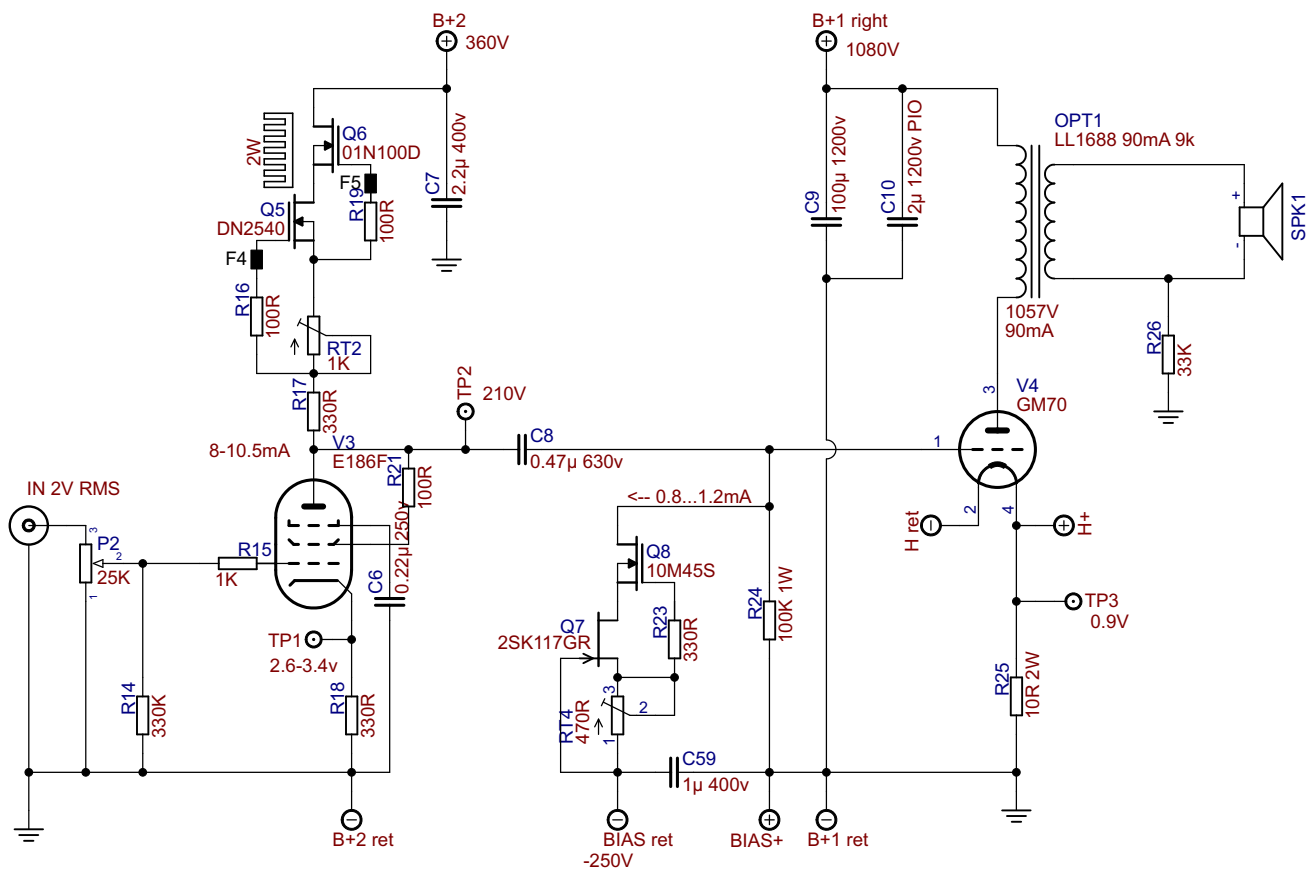 B+2
360V
B+1 right
1080V
Q6
01N100D
2W
F5
R19
100R
C7
2.2µ 400v
Q5
DN2540
F4
R16
100R
RT2
1K
C9
100µ 1200v
C10
2µ 1200v PIO
OPT1
LL1688 90mA 9k
+
-
SPK1
1057V
90mA
R26
33K
R17
330R
TP2
210V
8-10.5mA
V3
E186F
R21
100R
C8
0.47µ 630v
3
V4
GM70
1
2
4
H ret
H+
IN 2V RMS
3
P2
2
25K
1
R15
1K
C6
0.22µ 250v
<-- 0.8...1.2mA
Q8
10M45S
Q7
2SK117GR
R23
330R
R24
100K 1W
TP3
0.9V
TP1
2.6-3.4v
R14
330K
R18
330R
RT4
470R
3
2
1
R25
10R 2W
C59
1µ 400v
B+2 ret
BIAS ret
-250V
BIAS+
B+1 ret